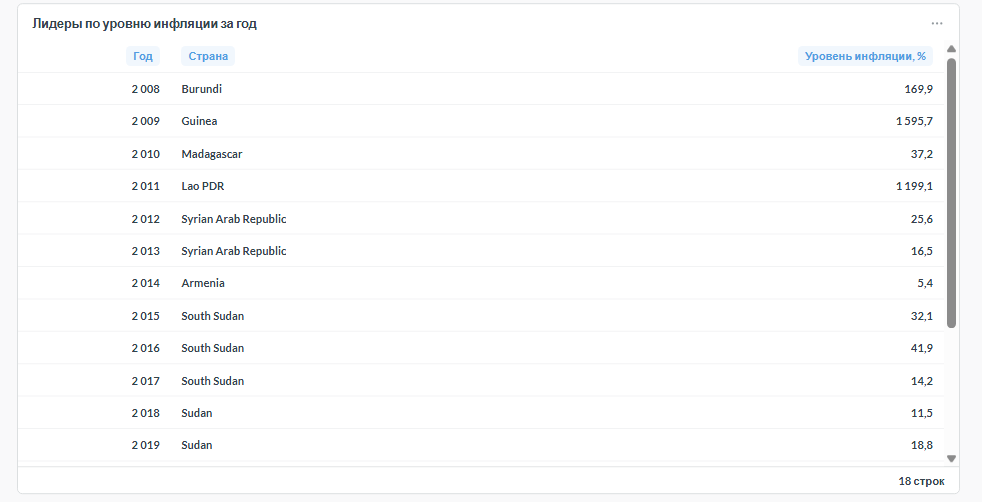 Лидеры по уровню инфляции за год
Год Страна Уровень инфляции, %
2 008 Burundi 169,9
2 009 Guinea 1 595,7
2 010 Madagascar 37,2
2 011 Lao PDR 1 199,1
2 012 Syrian Arab Republic 25,6
2 013 Syrian Arab Republic 16,5
2 014 Armenia 5,4
2 015 South Sudan 32,1
2 016 South Sudan 41,9
2 017 South Sudan 14,2
2 018 Sudan 11,5
2 019 Sudan 18,8
18 строк